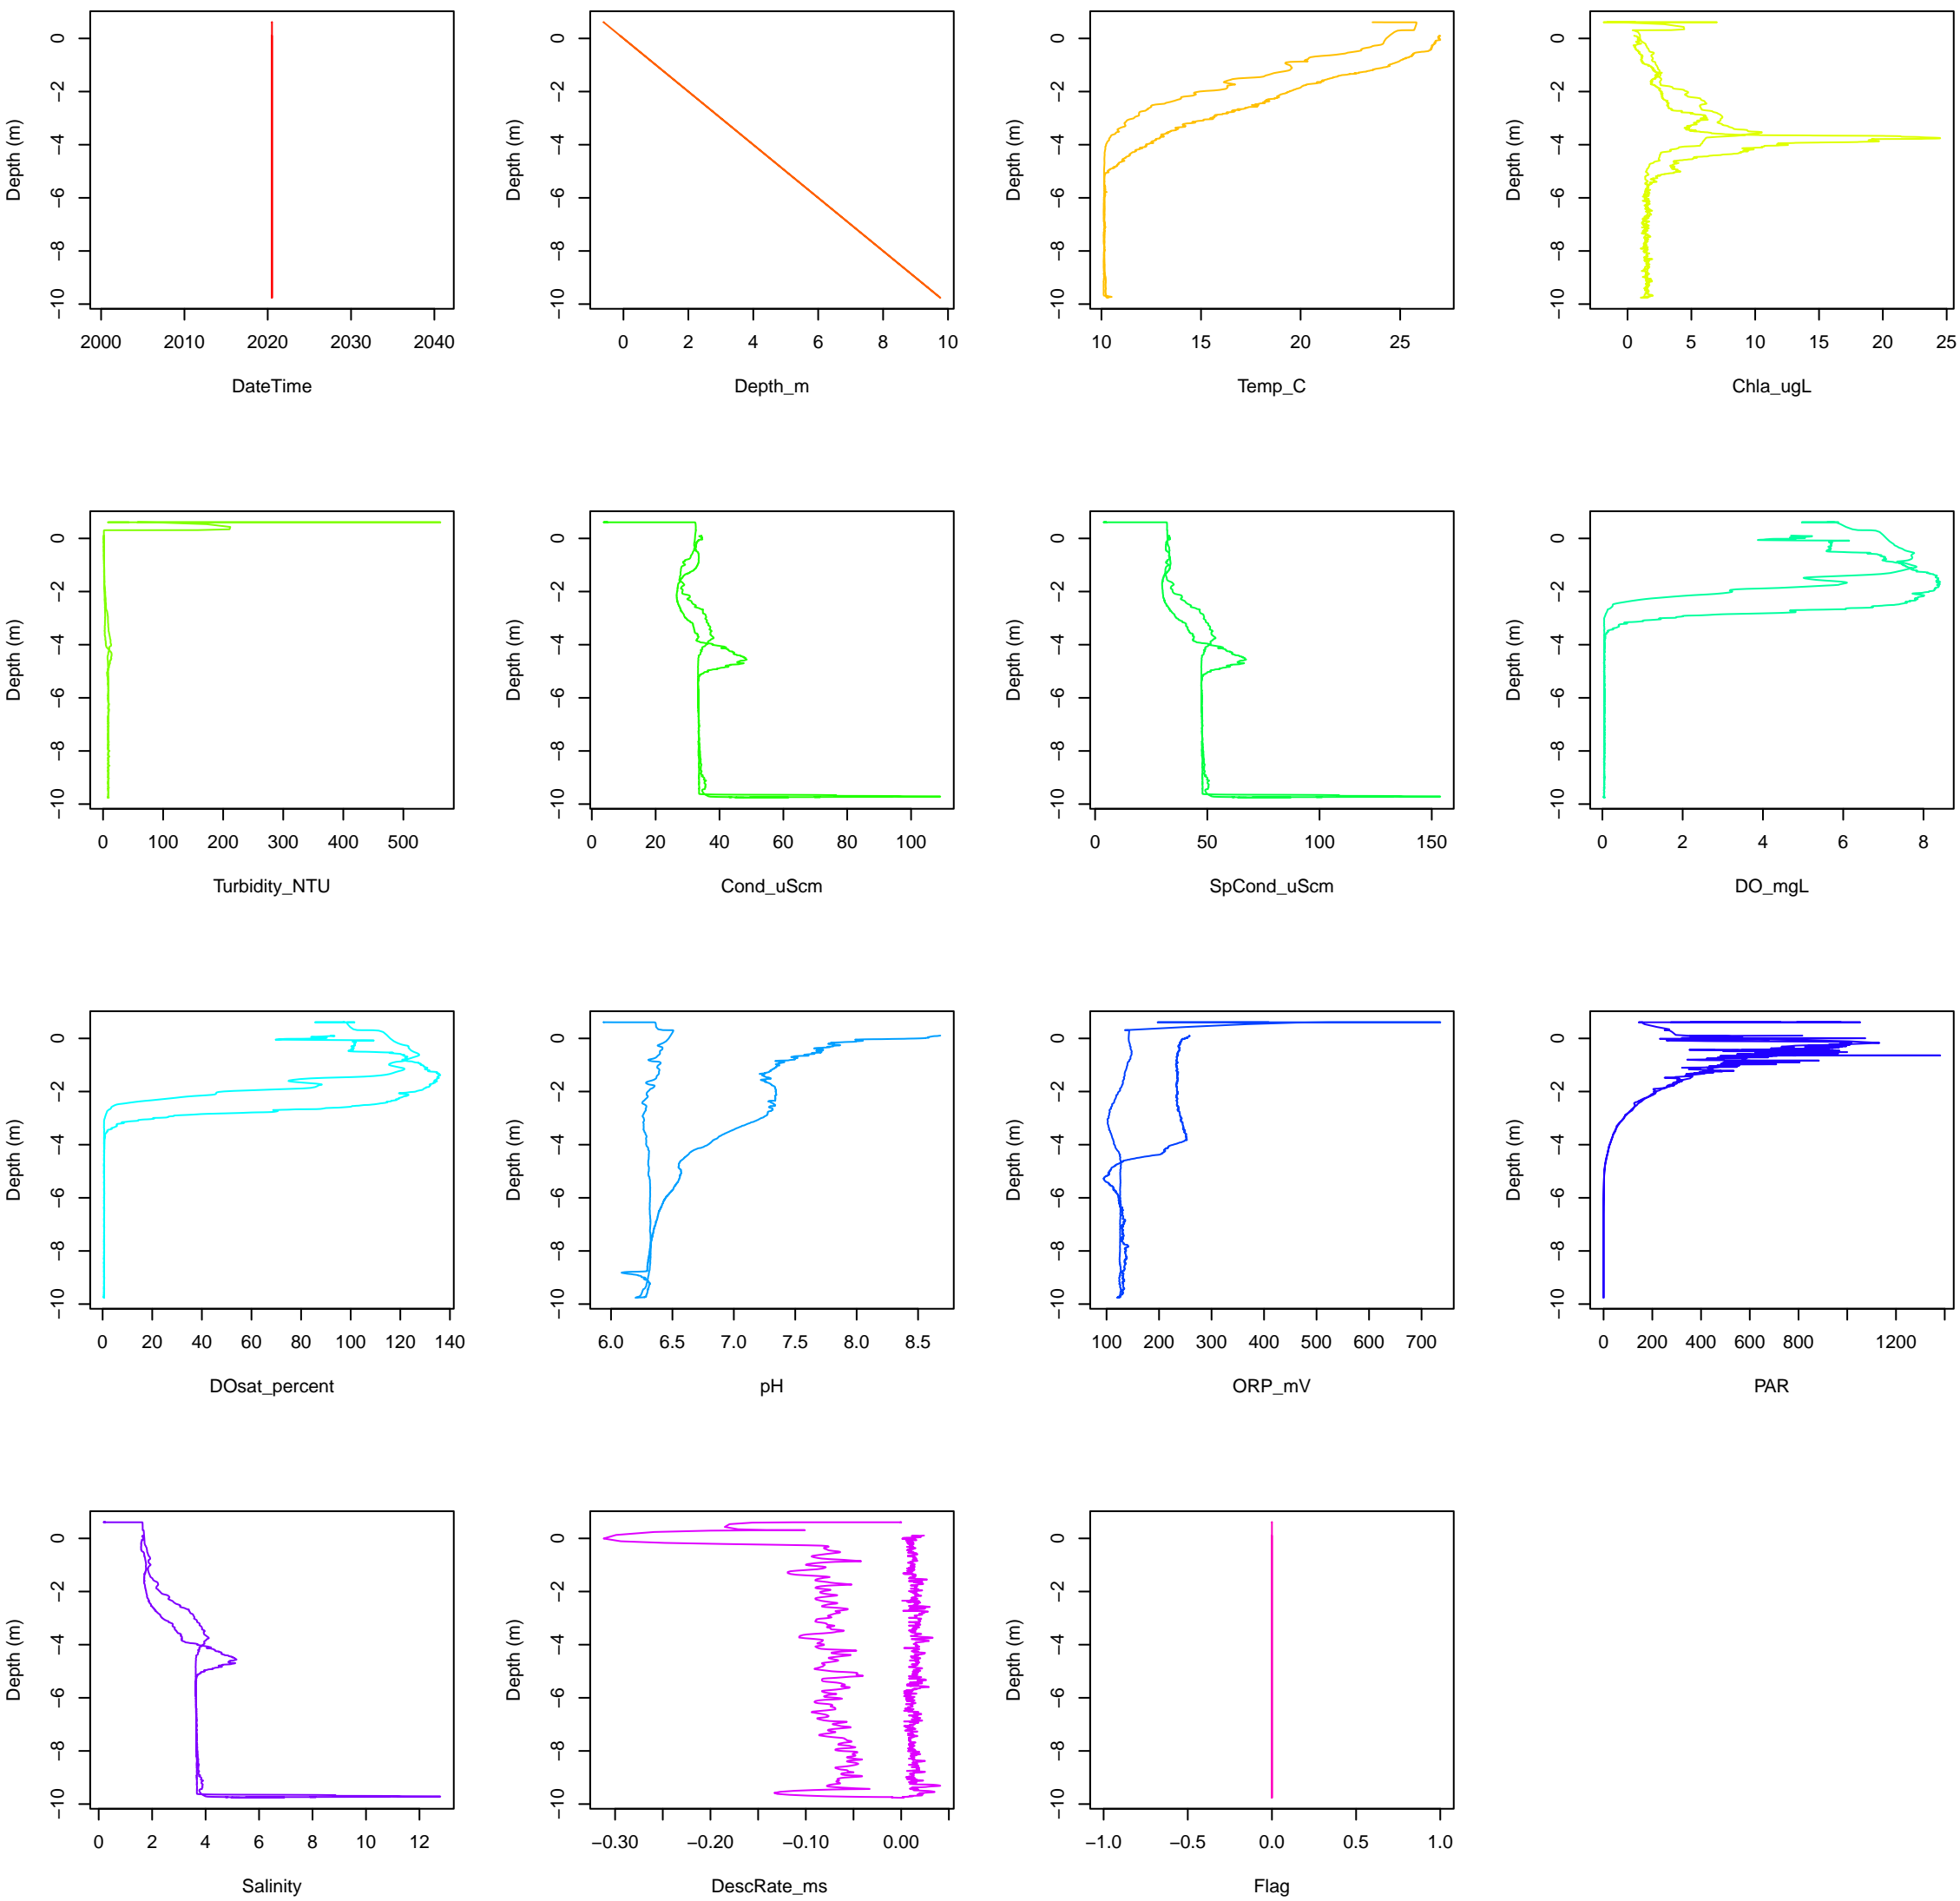 0
−2
−4
−6
−8
−10
Depth (m)
2000 2010 2020 2030 2040
DateTime
0
−2
−4
−6
−8
−10
Depth (m)
0 2 4 6 8 10
Depth_m
0
−2
−4
−6
−8
−10
Depth (m)
10 15 20 25
Temp_C
0
−2
−4
−6
−8
−10
Depth (m)
0 5 10 15 20 25
Chla_ugL
0
−2
−4
−6
−8
−10
Depth (m)
0 100 200 300 400 500
Turbidity_NTU
0
−2
−4
−6
−8
−10
Depth (m)
0 20 40 60 80 100
Cond_uScm
0
−2
−4
−6
−8
−10
Depth (m)
0 50 100 150
SpCond_uScm
0
−2
−4
−6
−8
−10
Depth (m)
0 2 4 6 8
DO_mgL
0
−2
−4
−6
−8
−10
Depth (m)
0 20 40 60 80 100 120 140
DOsat_percent
0
−2
−4
−6
−8
−10
Depth (m)
6.0 6.5 7.0 7.5 8.0 8.5
pH
0
−2
−4
−6
−8
−10
Depth (m)
100 200 300 400 500 600 700
ORP_mV
0
−2
−4
−6
−8
−10
Depth (m)
0 200 400 600 800 1200
PAR
0
−2
−4
−6
−8
−10
Depth (m)
0 2 4 6 8 10 12
Salinity
0
−2
−4
−6
−8
−10
Depth (m)
−0.30 −0.20 −0.10 0.00
DescRate_ms
0
−2
−4
−6
−8
−10
Depth (m)
−1.0 −0.5 0.0 0.5 1.0
Flag